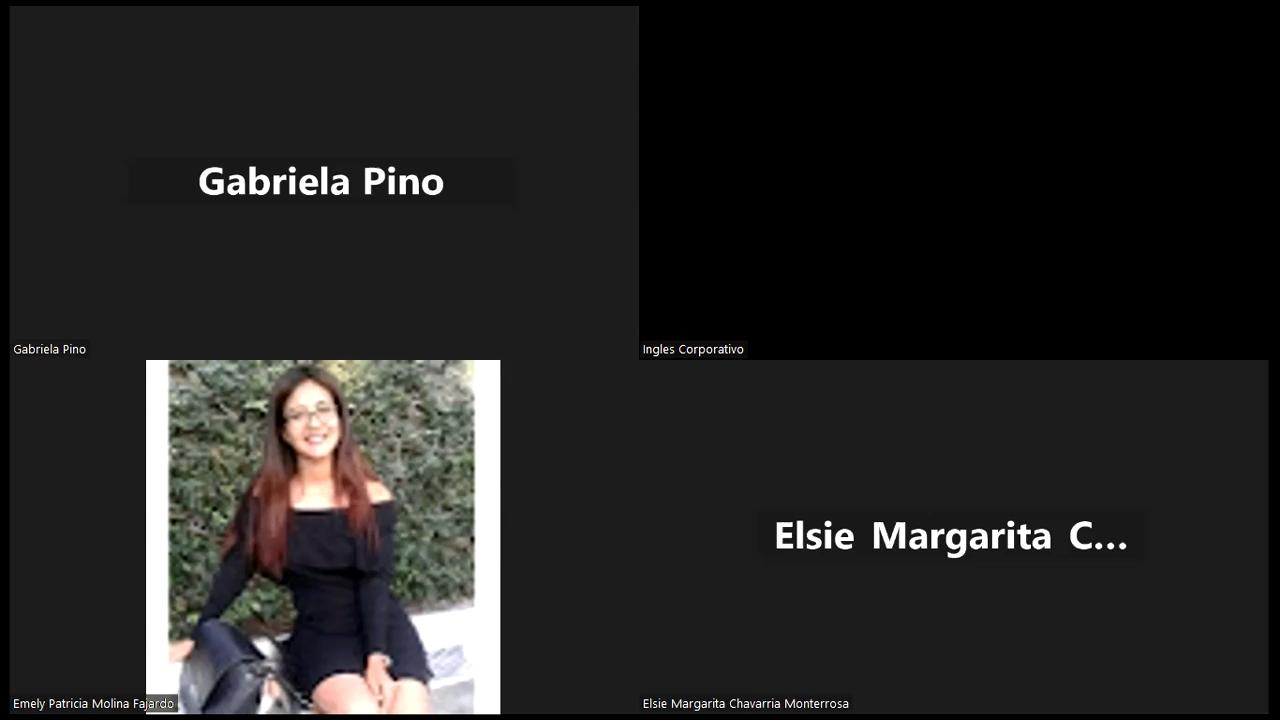 Gabriela Pino
Gabriela Pino
Ingles Corporativo
Elsie Margarita C...
Emely Patricia Molina Fajardo
Elsie Margarita Chavarria Monterrosa